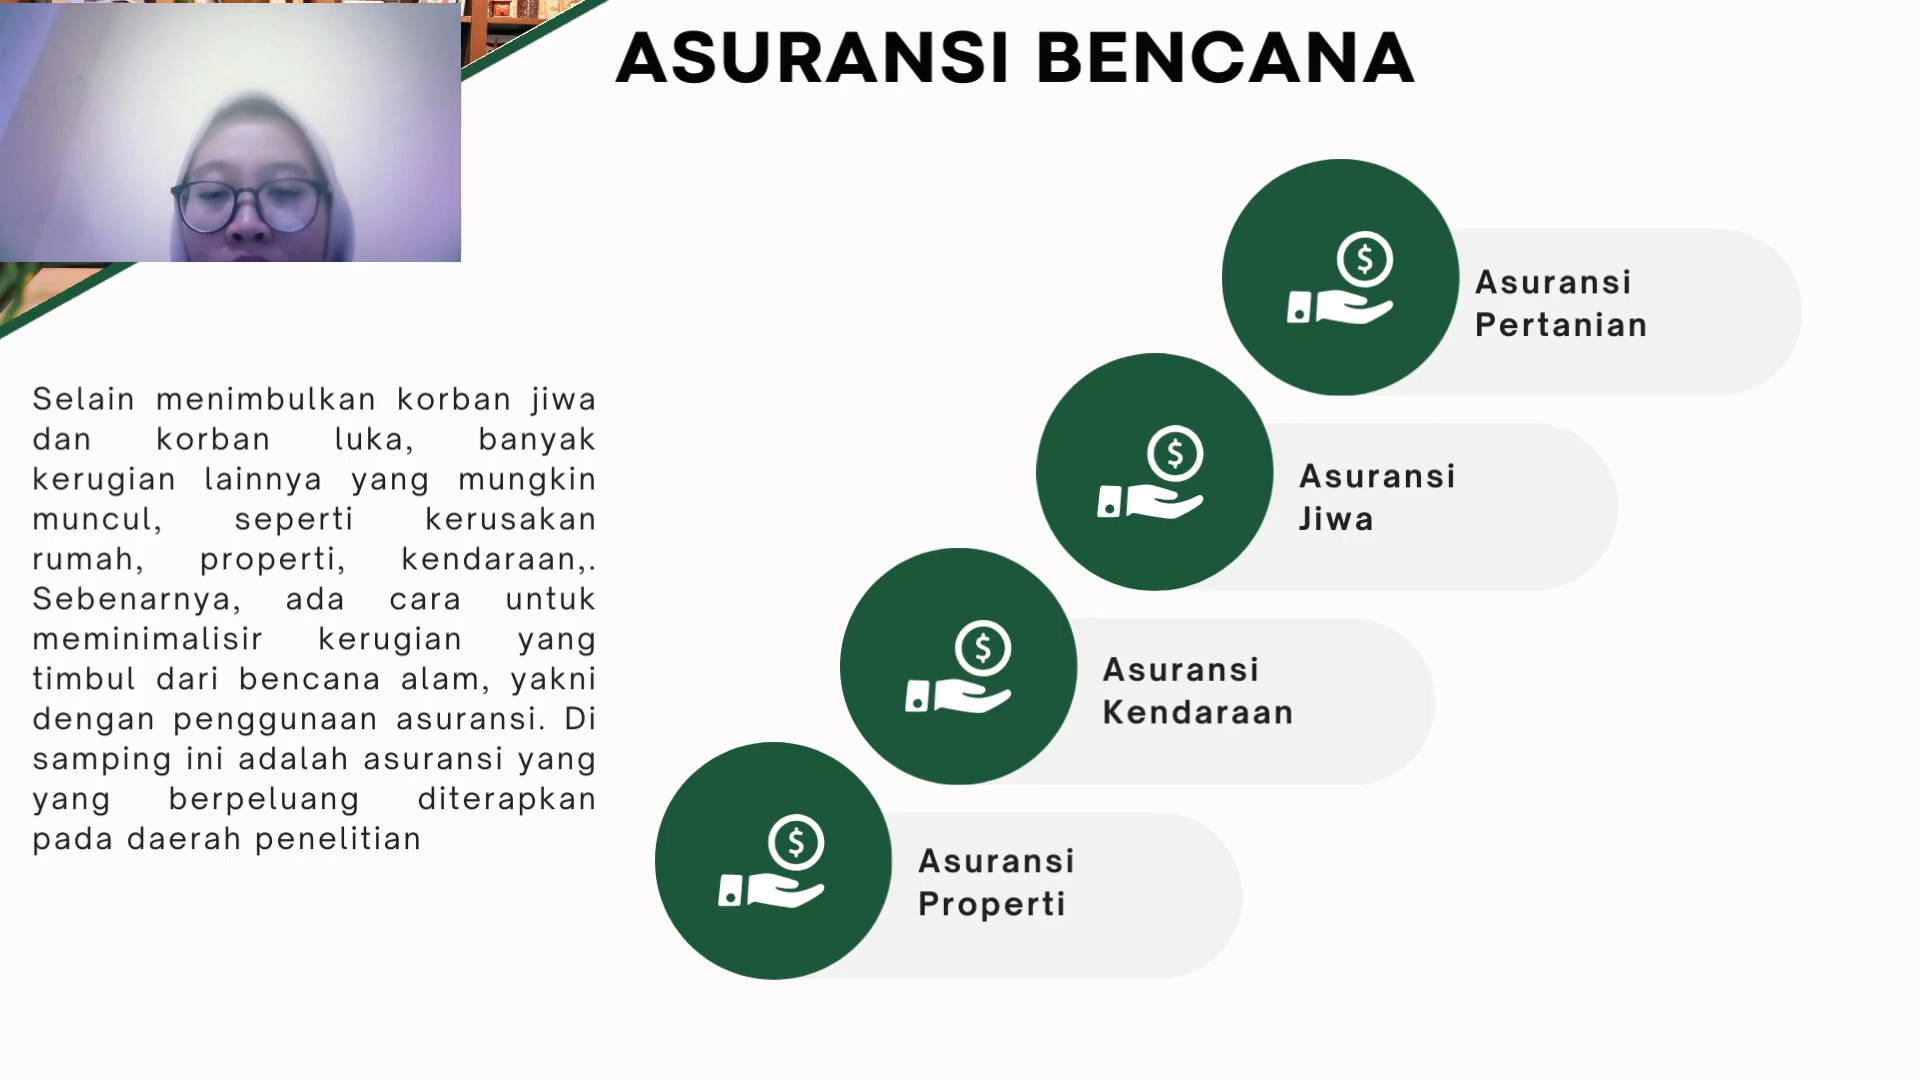 ASURANSI BENCANA
Selain menimbulkan korban jiwa
dan korban luka, banyak
kerugian lainnya yang mungkin
muncul, seperti kerusakan
rumah, properti, kendaraan,.
Sebenarnya, ada cara untuk
meminimalisir kerugian yang
timbul dari bencana alam, yakni
dengan penggunaan asuransi. Di
samping ini adalah asuransi yang
yang berpeluang diterapkan
pada daerah penelitian
$
Asuransi
Pertanian
$
Asuransi
Jiwa
$
Asuransi
Kendaraan
$
Asuransi
Properti